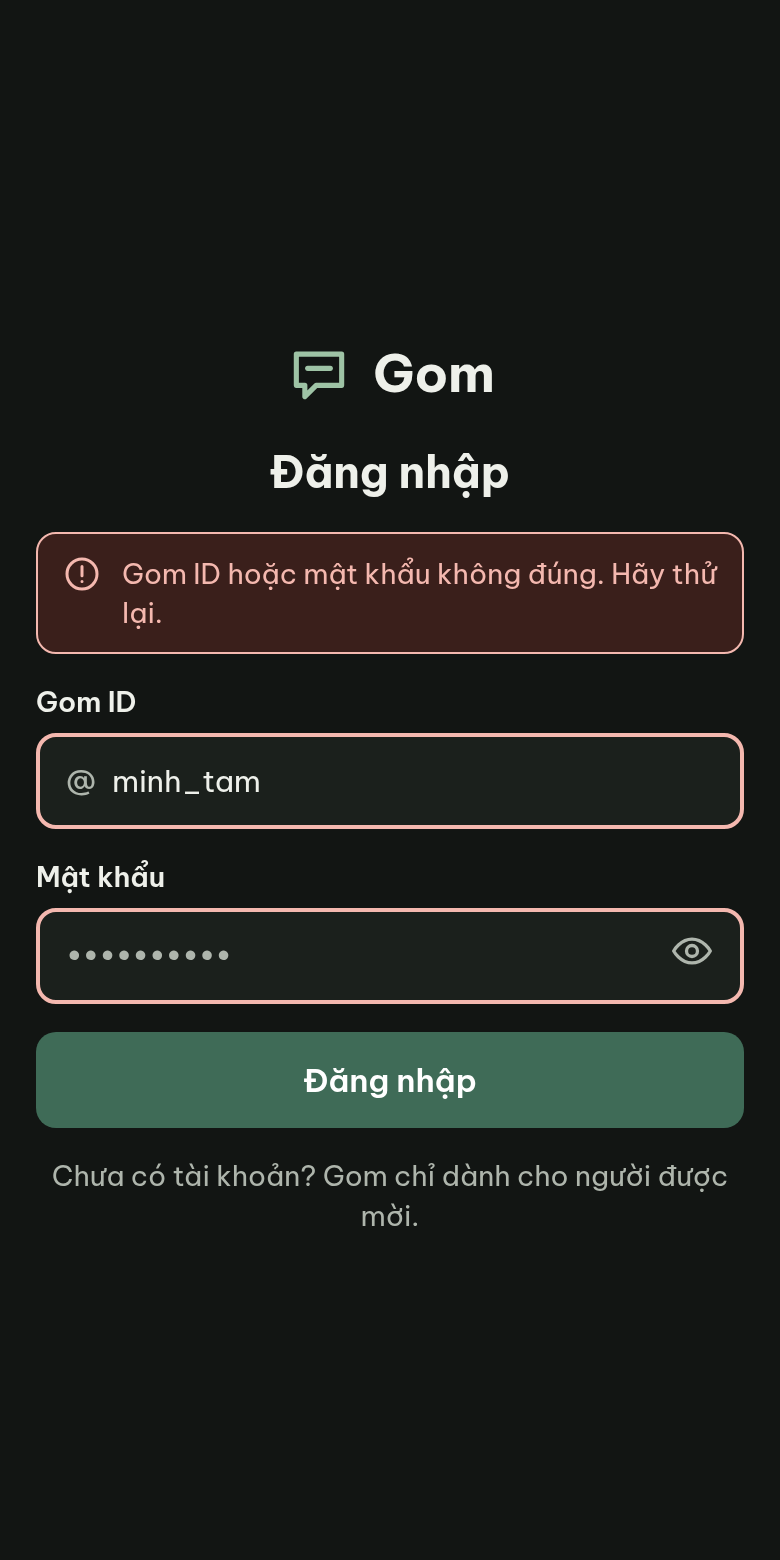 Gom
Đăng nhập
Gom ID hoặc mật khẩu không đúng. Hãy thử
lại.
Gom ID
@ minh_tam
Mật khẩu
••••••••••
Đăng nhập
Chưa có tài khoản? Gom chỉ dành cho người được
mời.